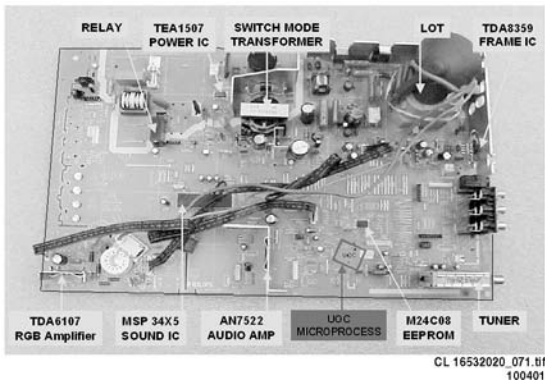 RELAY
TEA1507
POWER IC
SWITCH MODE
TRANSFORMER
LOT
TDA8359
FRAME IC
UOC
TDA6107
RGB Amplifier
MSP 34X5
SOUND IC
AN7522
AUDIO AMP
UOC
MICROPROCESS
M24C08
EEPROM
TUNER
CL 16532020_071.tif
100401